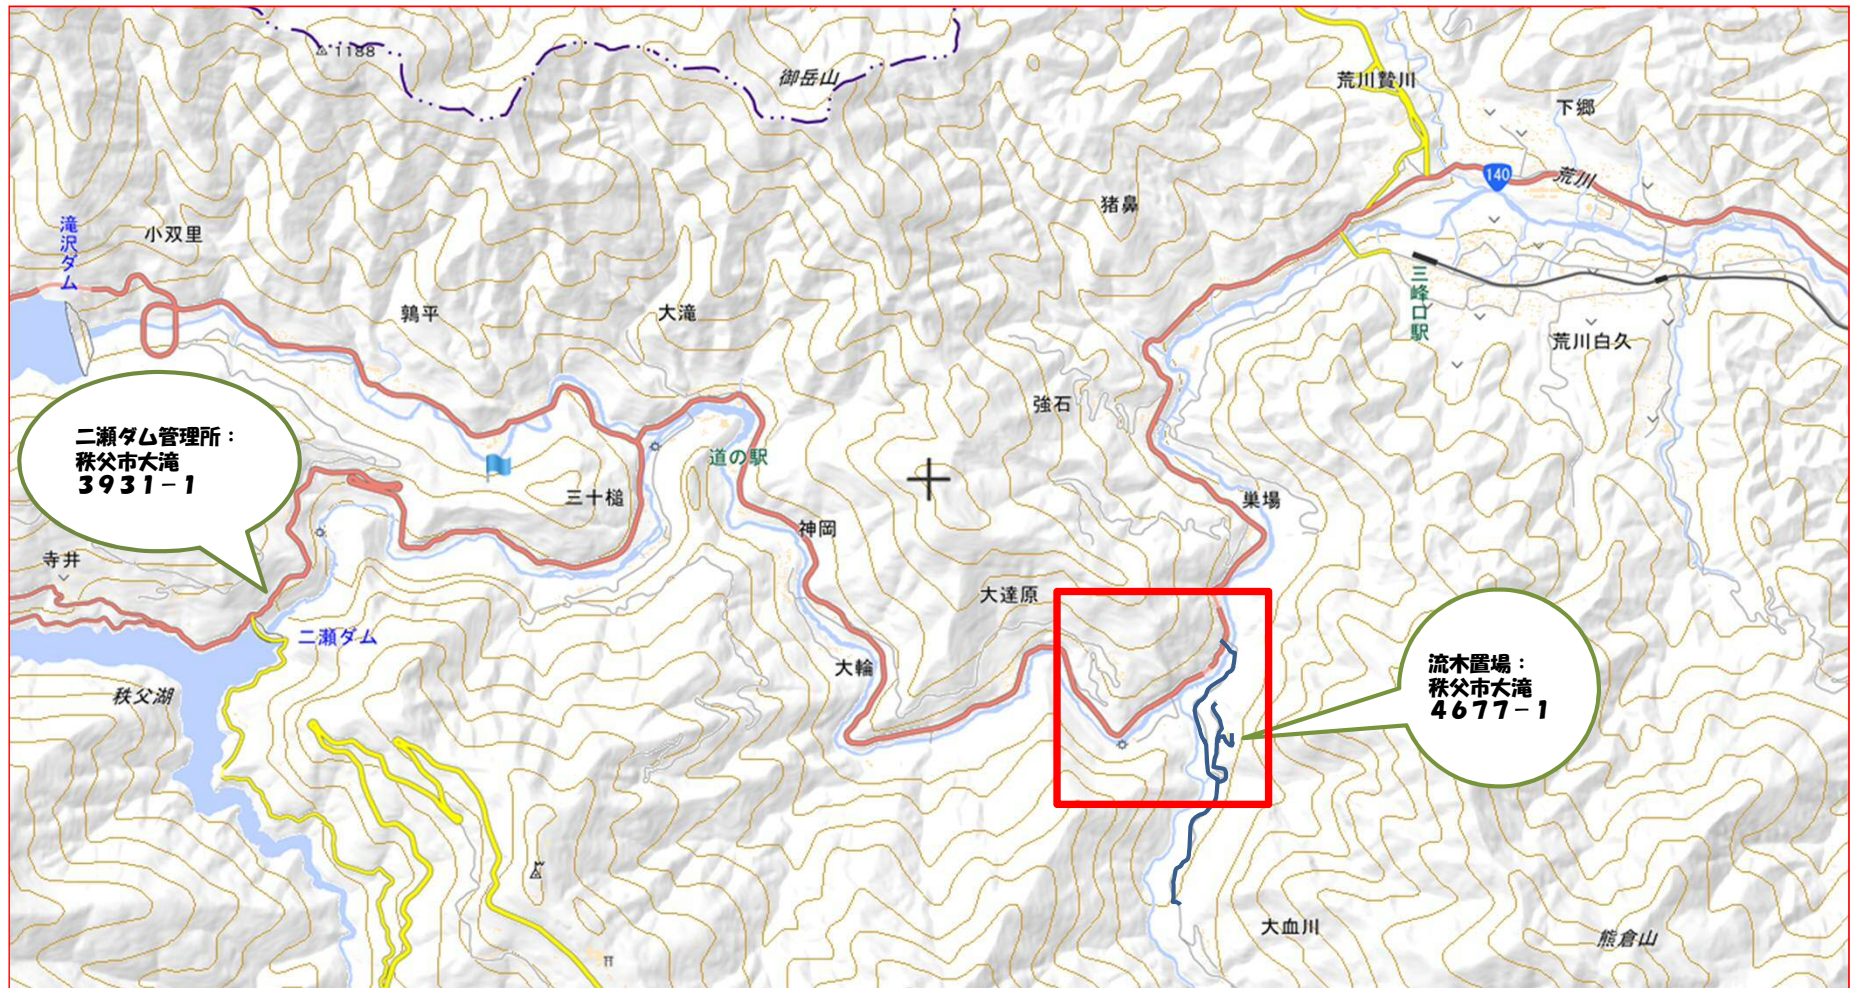 1188
御岳山
荒川贄川
下郷
140
荒川
猪鼻
滝沢ダム
小双里
三峰口駅
鶉平
大滝
荒川白久
強石
二瀬ダム管理所：
秩父市大滝
3931－1
道の駅
三十槌
巣場
神岡
寺井
大達原
二瀬ダム
大輪
流木置場：
秩父市大滝
4677－1
秩父湖
大血川
熊倉山